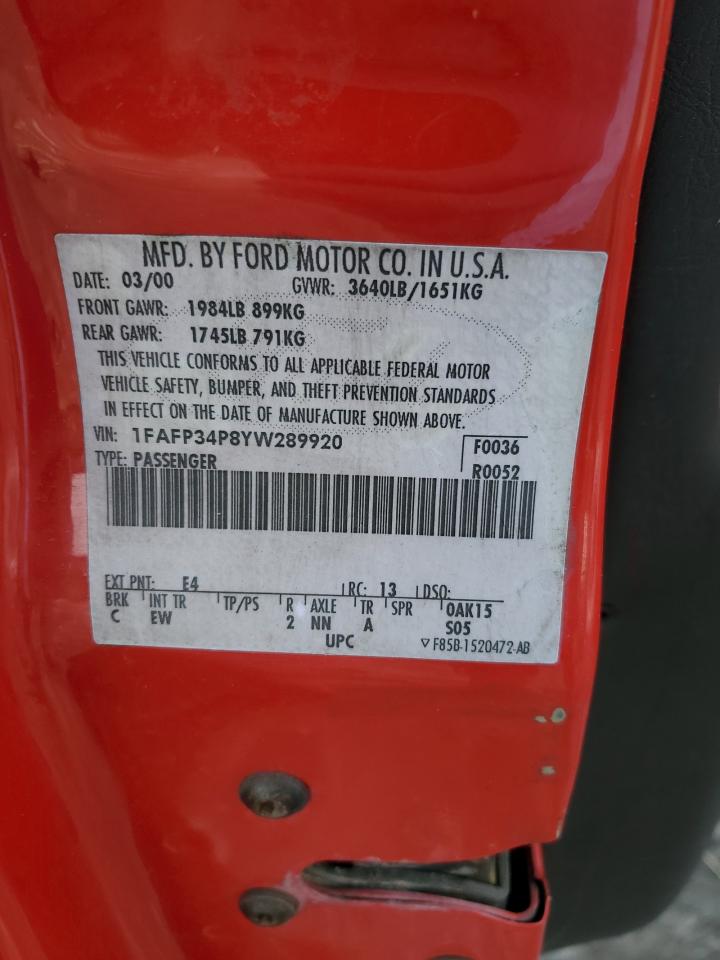 MFD. BY FORD MOTOR CO. IN U.S.A.
DATE: 03/00 GVWR: 3640LB/1651KG
FRONT GAWR: 1984LB 899KG
REAR GAWR: 1745LB 791KG
THIS VEHICLE CONFORMS TO ALL APPLICABLE FEDERAL MOTOR
VEHICLE SAFETY, BUMPER, AND THEFT PREVENTION STANDARDS
IN EFFECT ON THE DATE OF MANUFACTURE SHOWN ABOVE.
VIN: 1FAFP34P8YW289920 F0036
TYPE: PASSENGER R0052
EXT PNT: E4 RC: 13 DSO:
BRK INT TR TP/PS R AXLE TR SPR 0AK15
C EW 2 NN A S05
UPC ▽F85B-1520472-AB